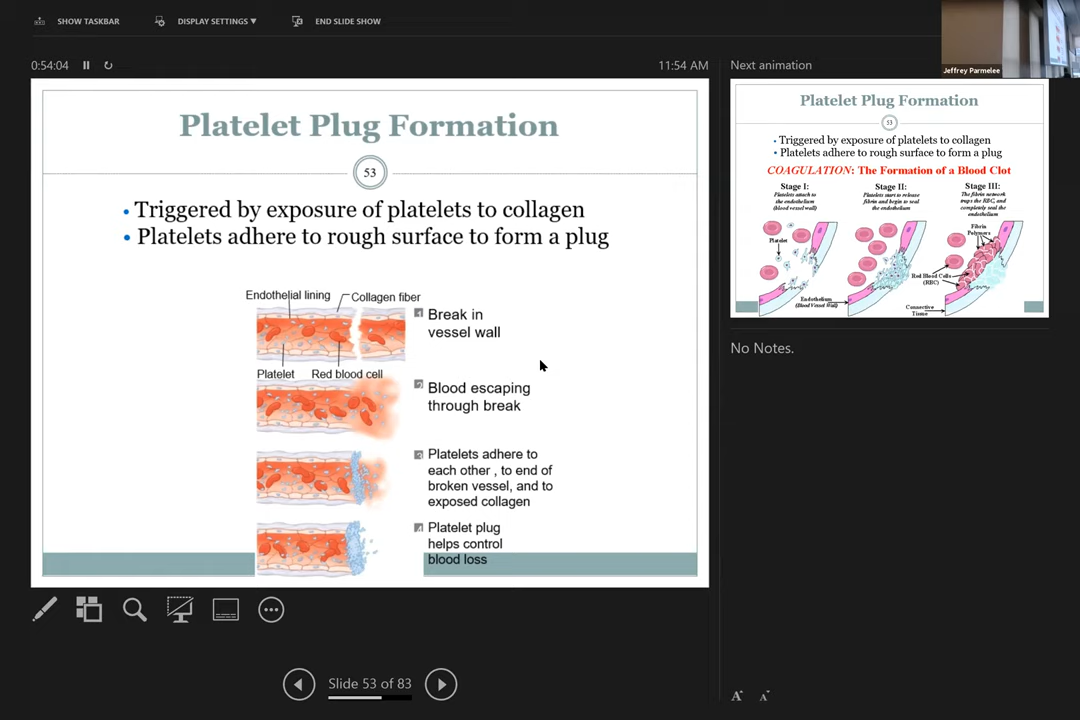 SHOW TASKBAR
DISPLAY SETTINGS ▼
END SLIDE SHOW
Jeffrey Parmelee
0:54:04
11:54 AM
Platelet Plug Formation
53
• Triggered by exposure of platelets to collagen
• Platelets adhere to rough surface to form a plug
Endothelial lining
Collagen fiber
Platelet
Red blood cell
1 Break in
vessel wall
2 Blood escaping
through break
3 Platelets adhere to
each other , to end of
broken vessel, and to
exposed collagen
4 Platelet plug
helps control
blood loss
Slide 53 of 83
Next animation
Platelet Plug Formation
53
• Triggered by exposure of platelets to collagen
• Platelets adhere to rough surface to form a plug
COAGULATION: The Formation of a Blood Clot
Stage I:
Platelets attach to
the endothelium
(blood vessel wall)
Stage II:
Platelets start to release
fibrin and begin to seal
the endothelium
Stage III:
The fibrin network
traps the RBC, and
completely seal the
endothelium
Platelet
Fibrin
Polymers
Red Blood Cells
(RBC)
Endothelium
(Blood Vessel Wall)
Connective
Tissue
No Notes.
A A